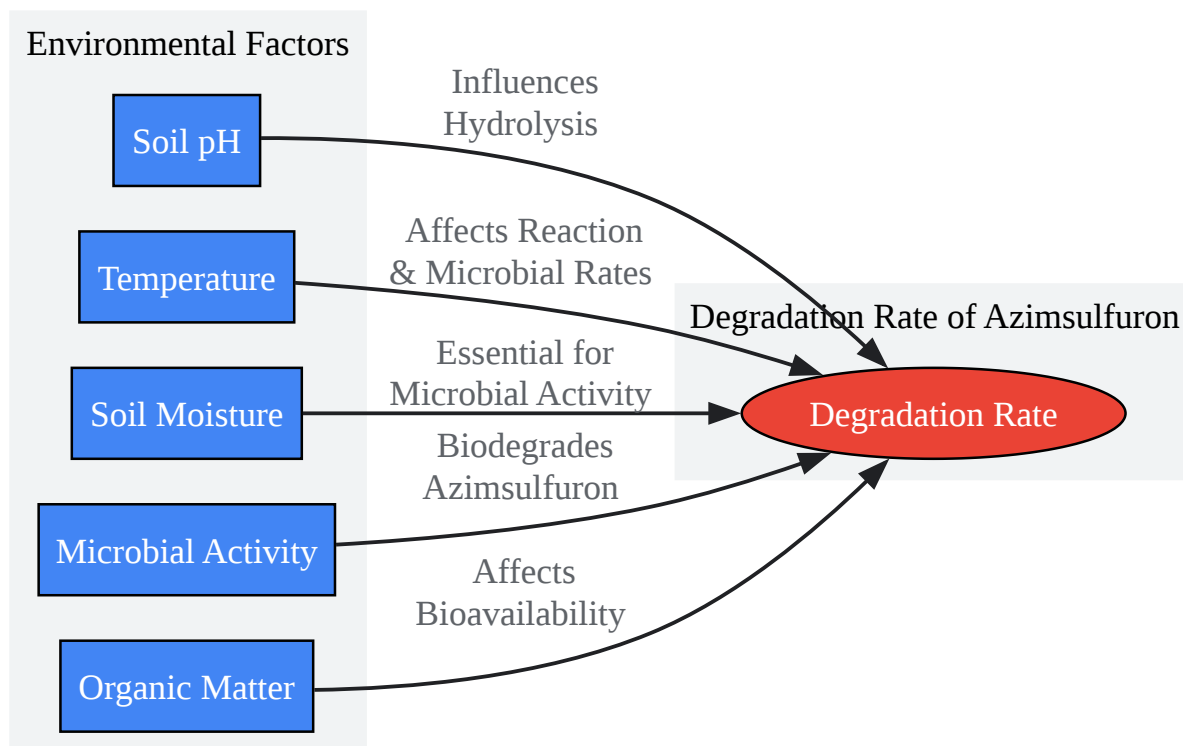 Environmental Factors
Soil pH
Temperature
Soil Moisture
Microbial Activity
Organic Matter
Influences
Hydrolysis
Affects Reaction
& Microbial Rates
Essential for
Microbial Activity
Biodegrades
Azimsulfuron
Affects
Bioavailability
Degradation Rate of Azimsulfuron
Degradation Rate